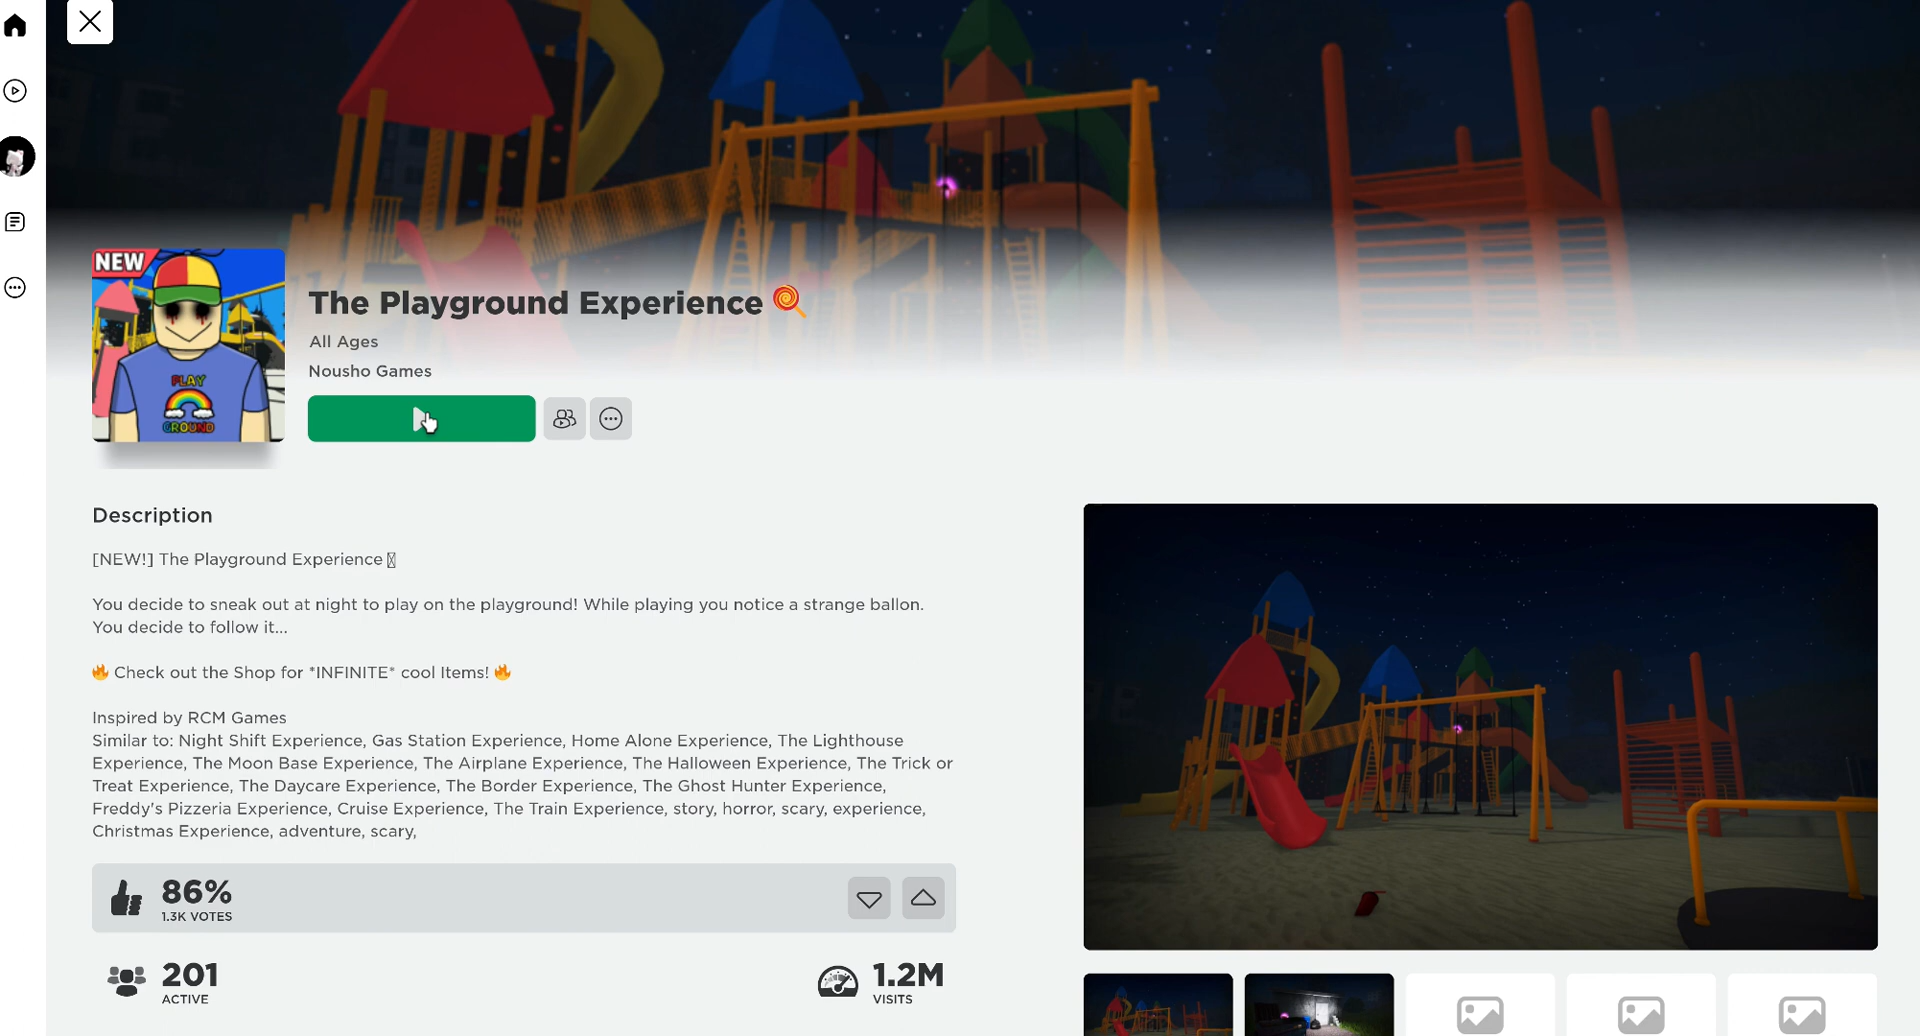 NEW
PLAY
GROUND
The Playground Experience
All Ages
Nousho Games
Description
[NEW!] The Playground Experience
You decide to sneak out at night to play on the playground! While playing you notice a strange ballon.
You decide to follow it...
🔥 Check out the Shop for *INFINITE* cool Items! 🔥
Inspired by RCM Games
Similar to: Night Shift Experience, Gas Station Experience, Home Alone Experience, The Lighthouse
Experience, The Moon Base Experience, The Airplane Experience, The Halloween Experience, The Trick or
Treat Experience, The Daycare Experience, The Border Experience, The Ghost Hunter Experience,
Freddy's Pizzeria Experience, Cruise Experience, The Train Experience, story, horror, scary, experience,
Christmas Experience, adventure, scary,
86%
1.3K VOTES
201
ACTIVE
1.2M
VISITS